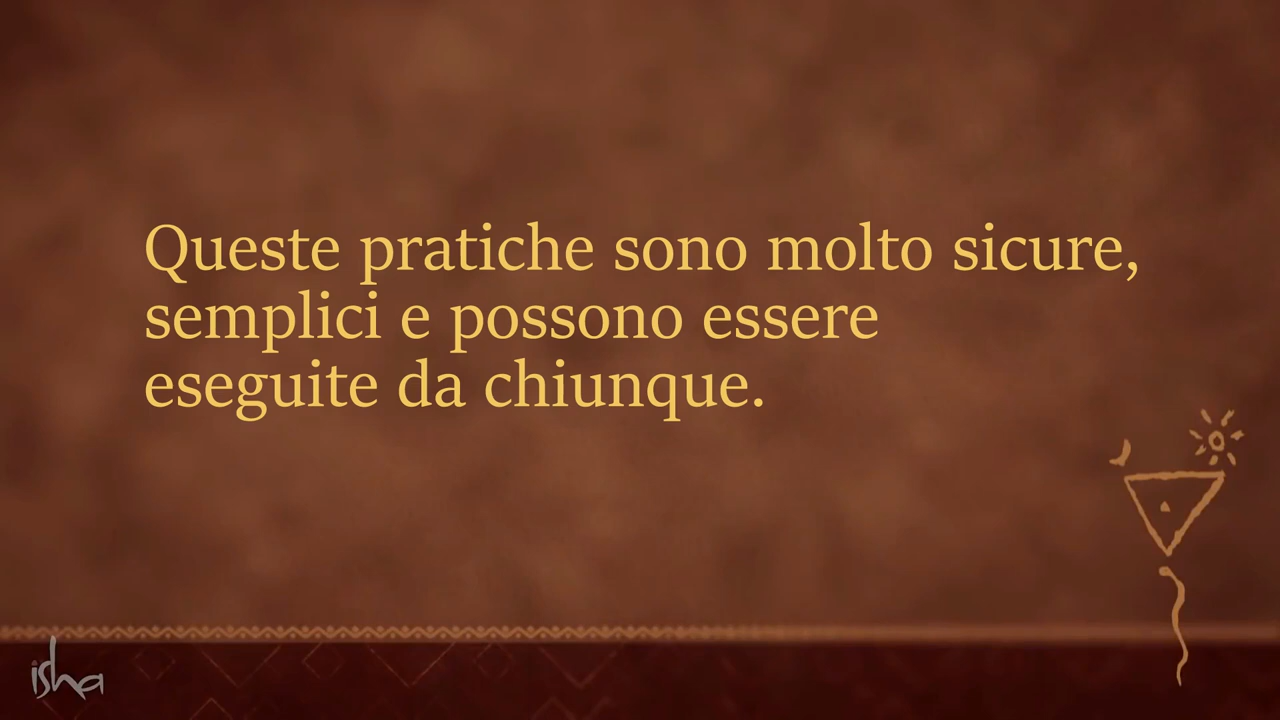 Queste pratiche sono molto sicure,
semplici e possono essere
eseguite da chiunque.
isha